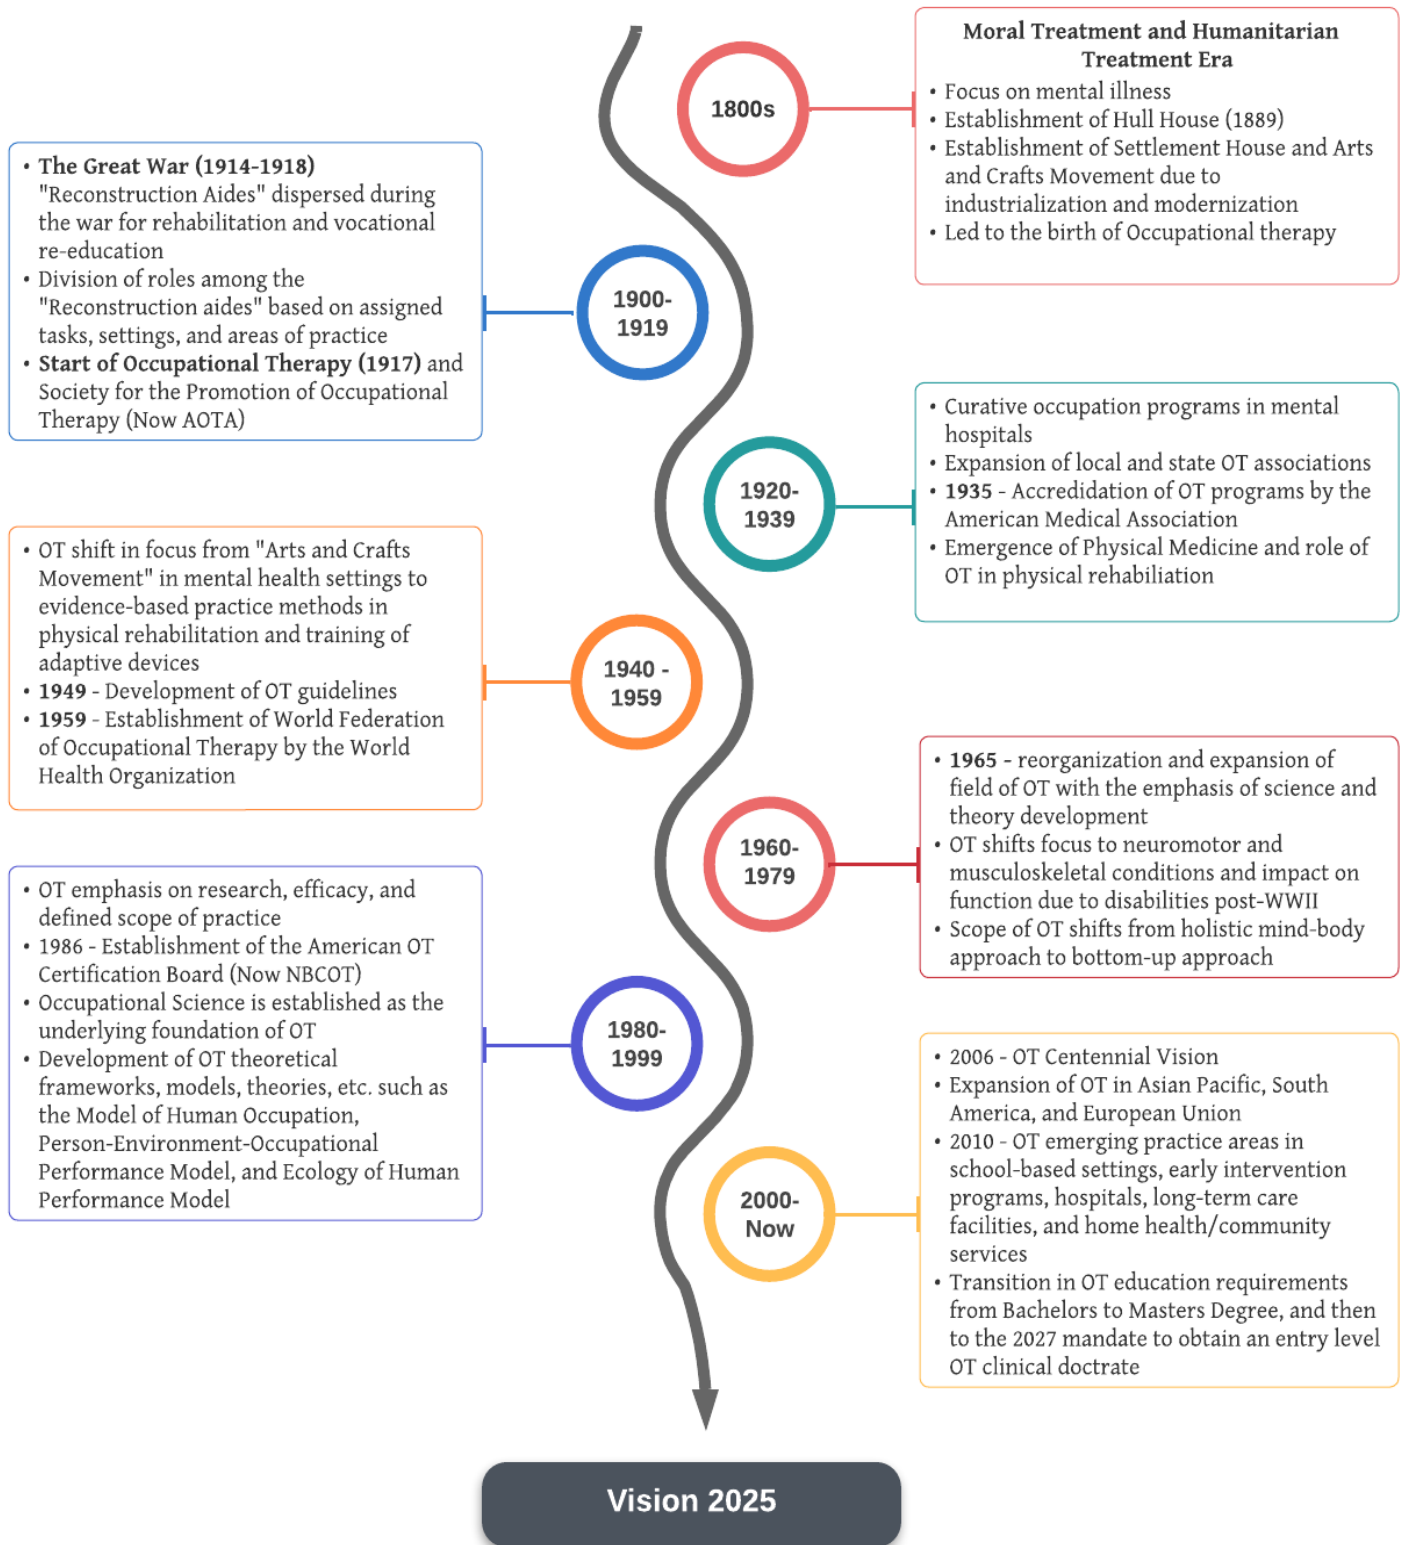 1800s
Moral Treatment and Humanitarian
Treatment Era
• Focus on mental illness
• Establishment of Hull House (1889)
• Establishment of Settlement House and Arts
and Crafts Movement due to
industrialization and modernization
• Led to the birth of Occupational therapy
• The Great War (1914-1918)
"Reconstruction Aides" dispersed during
the war for rehabilitation and vocational
re-education
• Division of roles among the
"Reconstruction aides" based on assigned
tasks, settings, and areas of practice
• Start of Occupational Therapy (1917) and
Society for the Promotion of Occupational
Therapy (Now AOTA)
1900-
1919
1920-
1939
• Curative occupation programs in mental
hospitals
• Expansion of local and state OT associations
• 1935 - Accredidation of OT programs by the
American Medical Association
• Emergence of Physical Medicine and role of
OT in physical rehabiliation
• OT shift in focus from "Arts and Crafts
Movement" in mental health settings to
evidence-based practice methods in
physical rehabilitation and training of
adaptive devices
• 1949 - Development of OT guidelines
• 1959 - Establishment of World Federation
of Occupational Therapy by the World
Health Organization
1940 -
1959
1960-
1979
• 1965 - reorganization and expansion of
field of OT with the emphasis of science and
theory development
• OT shifts focus to neuromotor and
musculoskeletal conditions and impact on
function due to disabilities post-WWII
• Scope of OT shifts from holistic mind-body
approach to bottom-up approach
• OT emphasis on research, efficacy, and
defined scope of practice
• 1986 - Establishment of the American OT
Certification Board (Now NBCOT)
• Occupational Science is established as the
underlying foundation of OT
• Development of OT theoretical
frameworks, models, theories, etc. such as
the Model of Human Occupation,
Person-Environment-Occupational
Performance Model, and Ecology of Human
Performance Model
1980-
1999
2000-
Now
• 2006 - OT Centennial Vision
• Expansion of OT in Asian Pacific, South
America, and European Union
• 2010 - OT emerging practice areas in
school-based settings, early intervention
programs, hospitals, long-term care
facilities, and home health/community
services
• Transition in OT education requirements
from Bachelors to Masters Degree, and then
to the 2027 mandate to obtain an entry level
OT clinical doctrate
Vision 2025